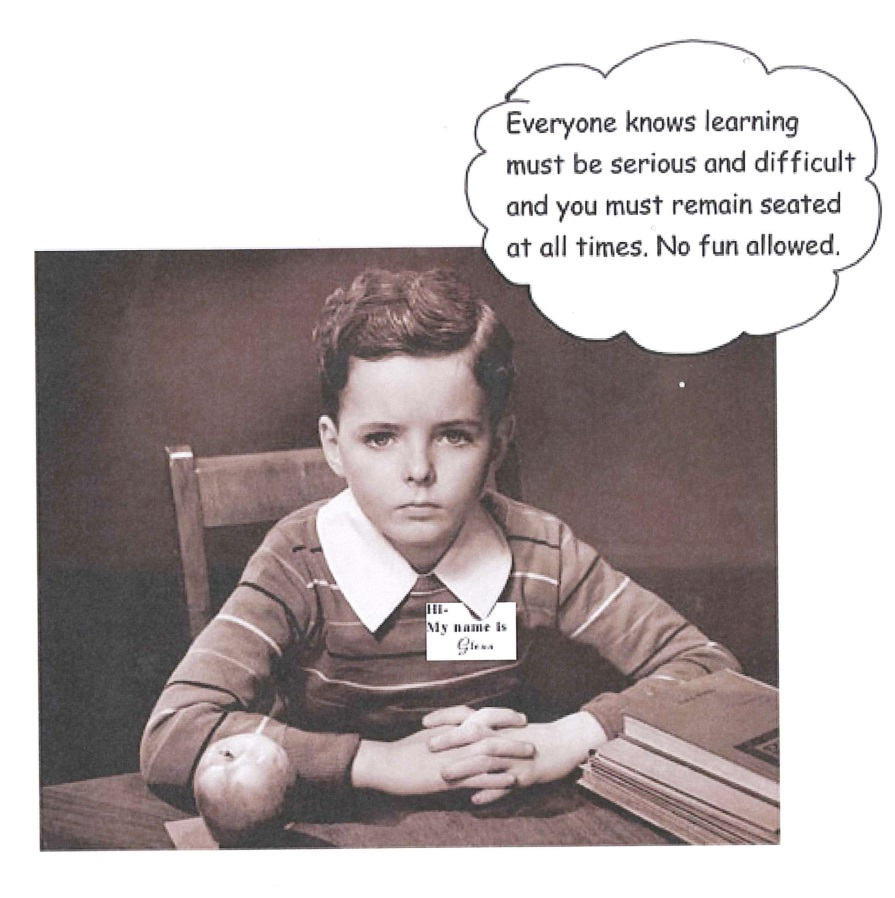 Everyone knows learning
must be serious and difficult
and you must remain seated
at all times. No fun allowed.
Hi-
My name is
Glenn